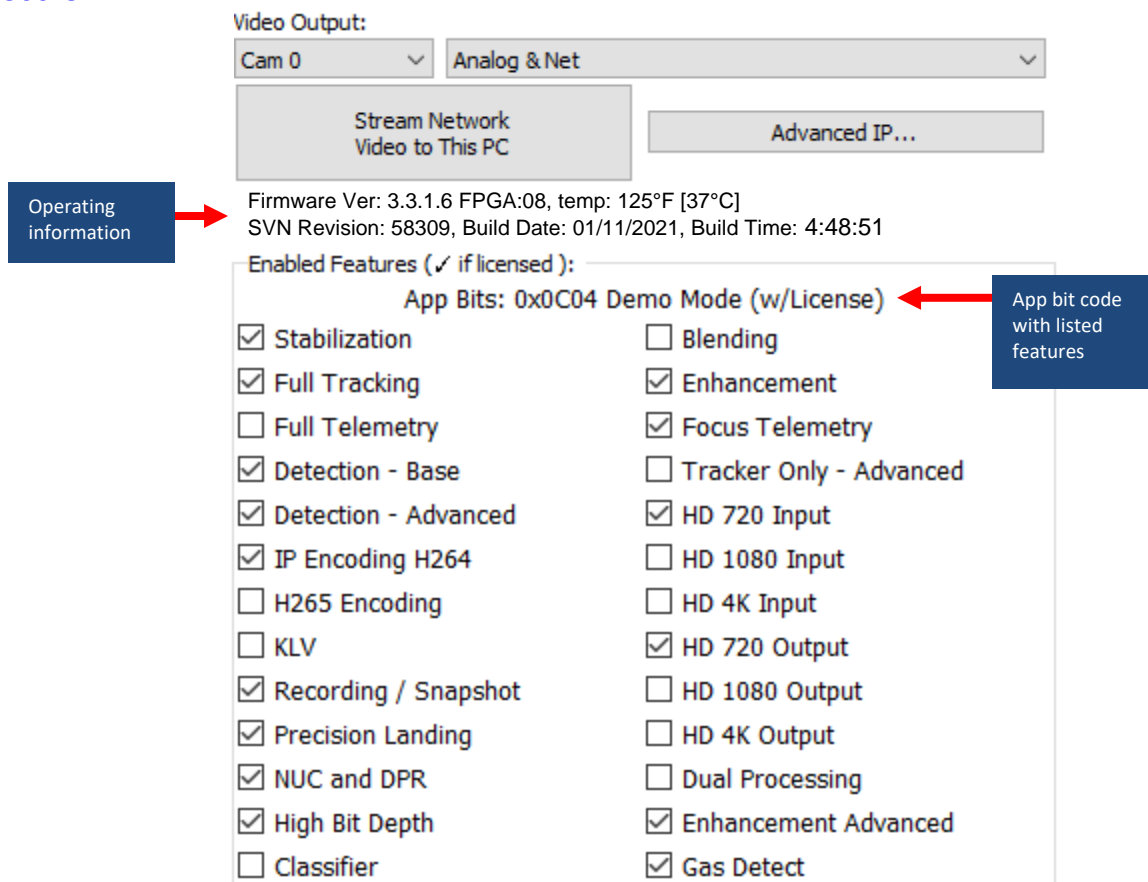 Video Output:
Cam 0
Analog & Net
Stream Network
Video to This PC
Advanced IP...
Operating
information
Firmware Ver: 3.3.1.6 FPGA:08, temp: 125°F [37°C]
SVN Revision: 58309, Build Date: 01/11/2021, Build Time: 4:48:51
Enabled Features (✓ if licensed ):
App Bits: 0x0C04 Demo Mode (w/License)
App bit code
with listed
features
Stabilization
Blending
Full Tracking
Enhancement
Full Telemetry
Focus Telemetry
Detection - Base
Tracker Only - Advanced
Detection - Advanced
HD 720 Input
IP Encoding H264
HD 1080 Input
H265 Encoding
HD 4K Input
KLV
HD 720 Output
Recording / Snapshot
HD 1080 Output
Precision Landing
HD 4K Output
NUC and DPR
Dual Processing
High Bit Depth
Enhancement Advanced
Classifier
Gas Detect